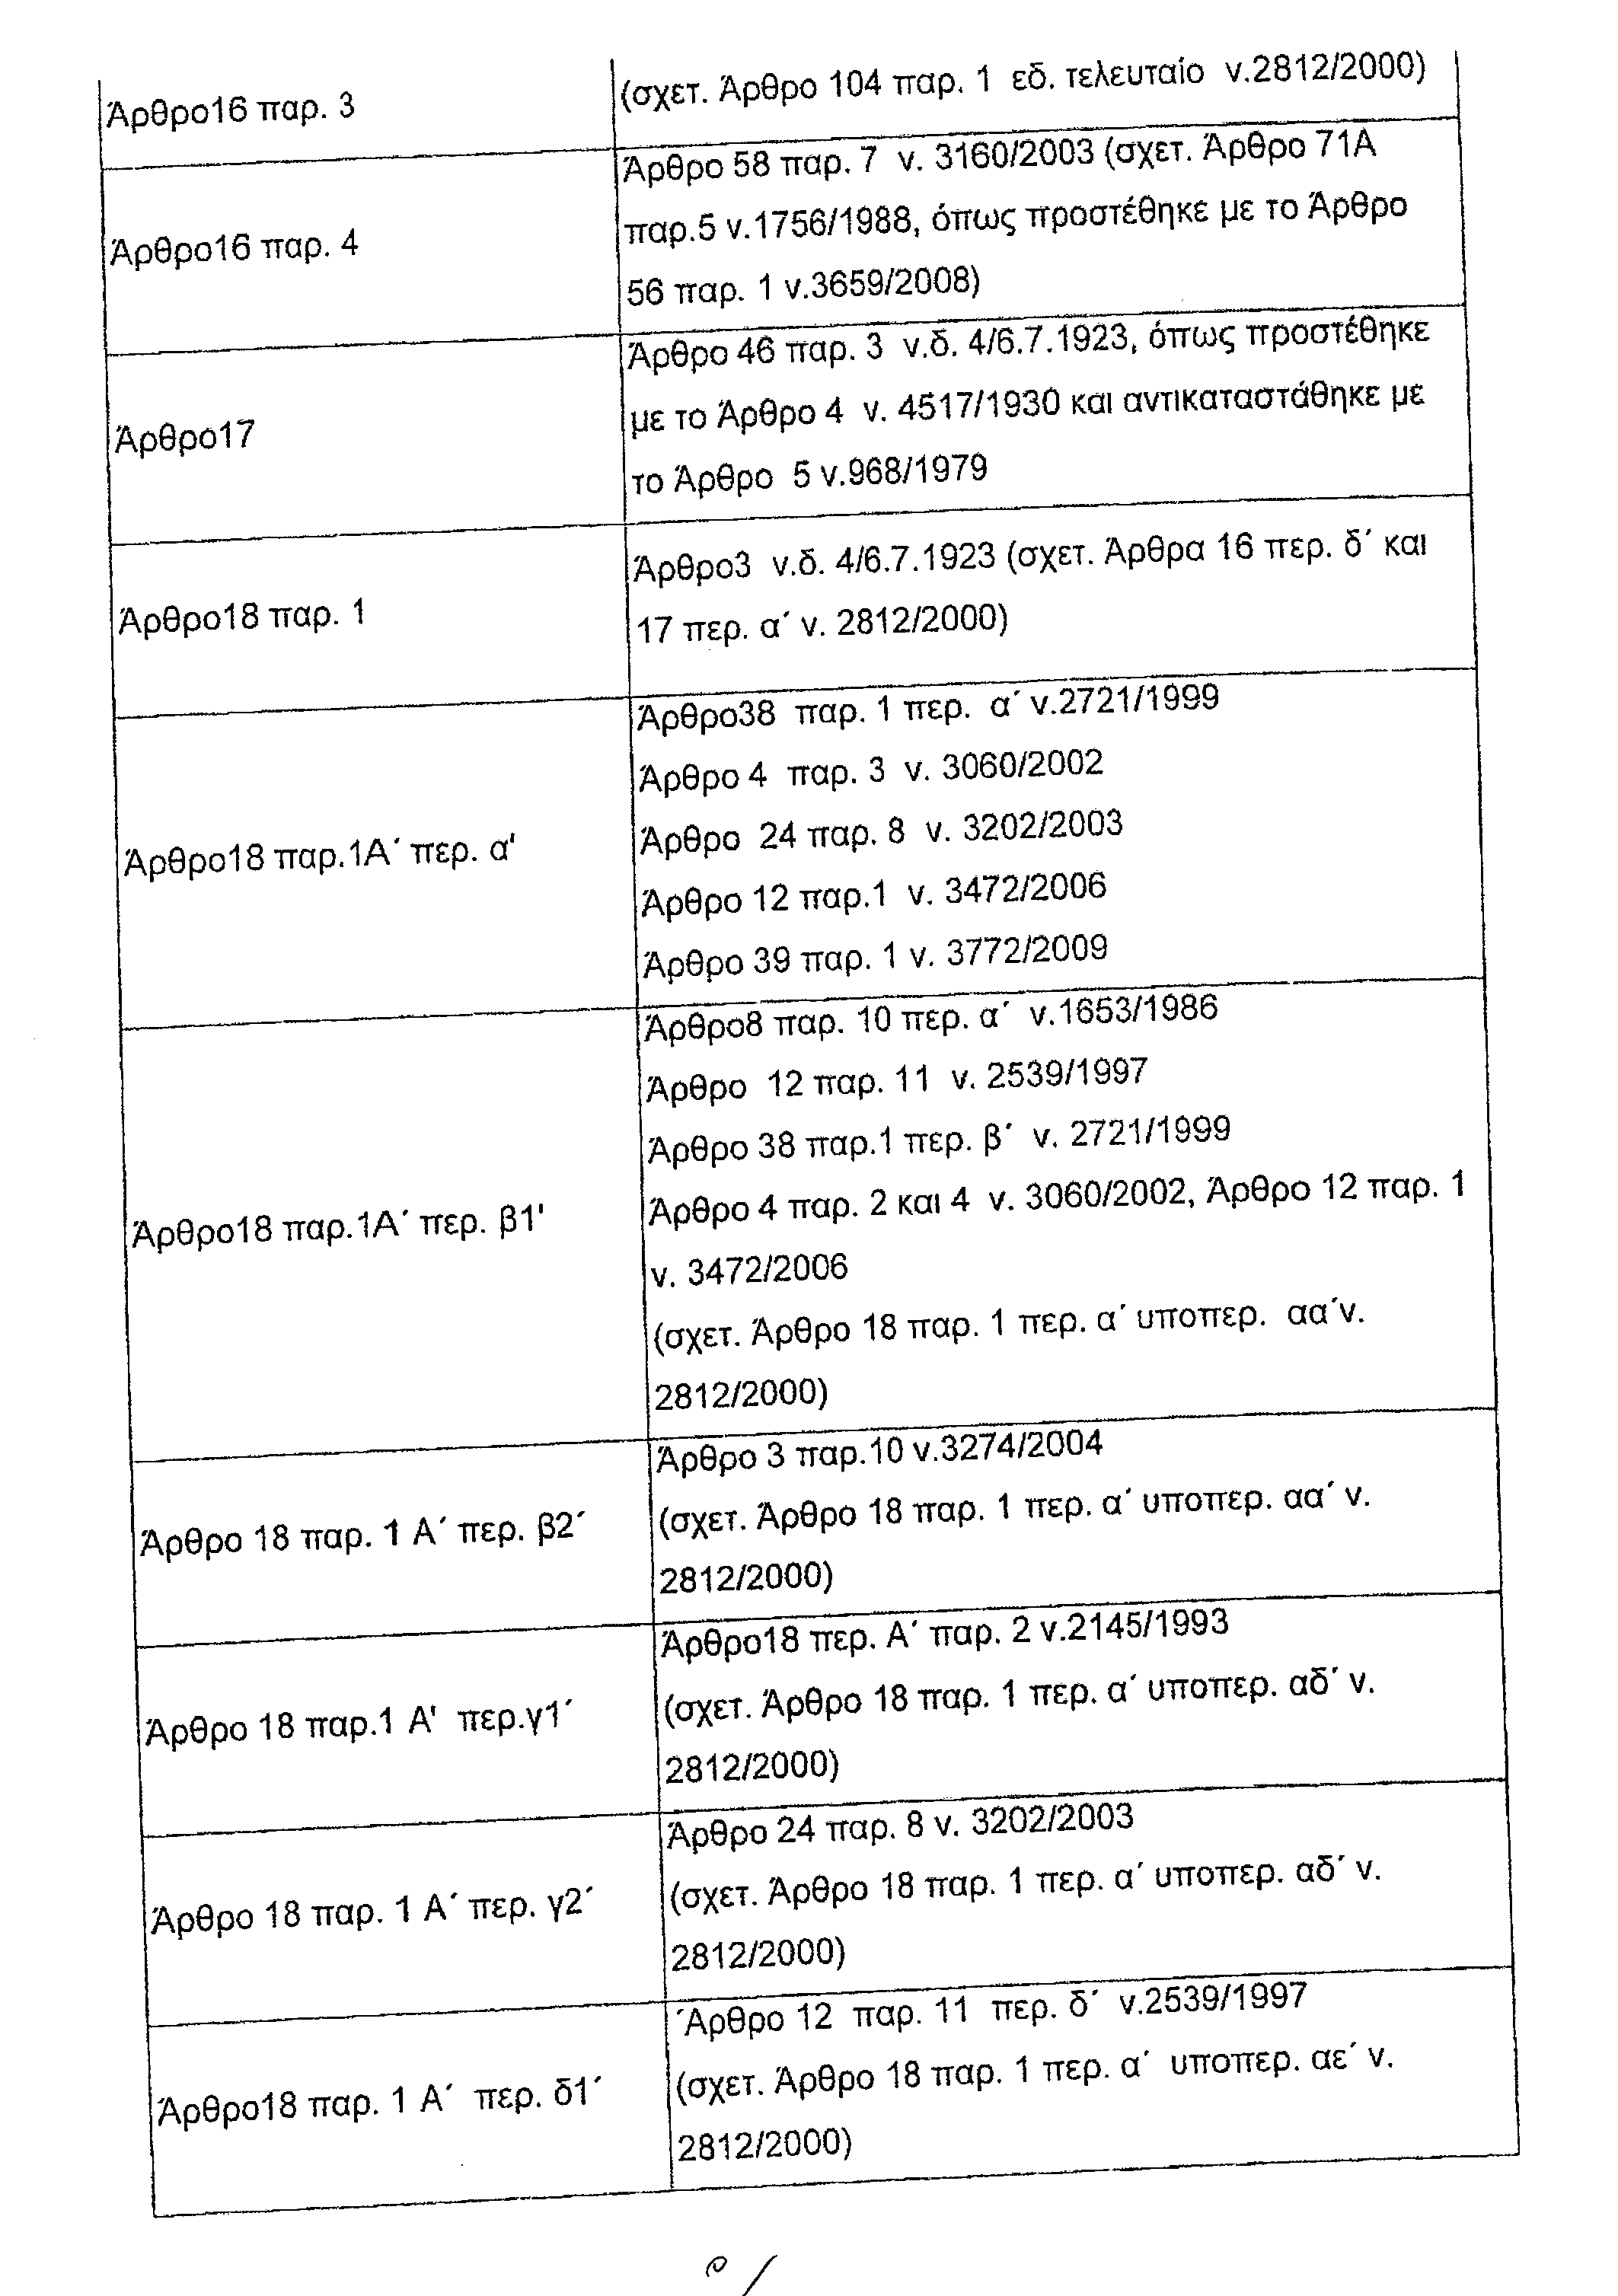 Άρθρο16 παρ. 3
(σχετ. Άρθρο 104 παρ. 1 εδ. τελευταίο ν.2812/2000)
Άρθρο16 παρ. 4
Άρθρο 58 παρ. 7 ν. 3160/2003 (σχετ. Άρθρο 71Α
παρ.5 ν.1756/1988, όπως προστέθηκε με το Άρθρο
56 παρ. 1 ν.3659/2008)
Άρθρο17
Άρθρο 46 παρ. 3 ν.δ. 4/6.7.1923, όπως προστέθηκε
με το Άρθρο 4 ν. 4517/1930 και αντικαταστάθηκε με
το Άρθρο 5 ν.968/1979
Άρθρο18 παρ. 1
Άρθρο3 ν.δ. 4/6.7.1923 (σχετ. Άρθρα 16 περ. δ΄ και
17 περ. α΄ ν. 2812/2000)
Άρθρο18 παρ.1Α΄ περ. α'
Άρθρο38 παρ. 1 περ. α΄ ν.2721/1999
Άρθρο 4 παρ. 3 ν. 3060/2002
Άρθρο 24 παρ. 8 ν. 3202/2003
Άρθρο 12 παρ.1 ν. 3472/2006
Άρθρο 39 παρ. 1 ν. 3772/2009
Άρθρο18 παρ.1Α΄ περ. β1'
Άρθρο8 παρ. 10 περ. α΄ ν.1653/1986
Άρθρο 12 παρ. 11 ν. 2539/1997
Άρθρο 38 παρ.1 περ. β΄ ν. 2721/1999
Άρθρο 4 παρ. 2 και 4 ν. 3060/2002, Άρθρο 12 παρ. 1
ν. 3472/2006
(σχετ. Άρθρο 18 παρ. 1 περ. α΄ υποπερ. αα΄ν.
2812/2000)
Άρθρο 18 παρ. 1 Α΄ περ. β2΄
Άρθρο 3 παρ.10 ν.3274/2004
(σχετ. Άρθρο 18 παρ. 1 περ. α΄ υποπερ. αα΄ ν.
2812/2000)
Άρθρο 18 παρ.1 Α' περ.γ1΄
Άρθρο18 περ. Α΄ παρ. 2 ν.2145/1993
(σχετ. Άρθρο 18 παρ. 1 περ. α΄ υποπερ. αδ΄ ν.
2812/2000)
Άρθρο 18 παρ. 1 Α΄ περ. γ2΄
Άρθρο 24 παρ. 8 ν. 3202/2003
(σχετ. Άρθρο 18 παρ. 1 περ. α΄ υποπερ. αδ΄ ν.
2812/2000)
Άρθρο18 παρ. 1 Α΄ περ. δ1΄
Άρθρο 12 παρ. 11 περ. δ΄ ν.2539/1997
(σχετ. Άρθρο 18 παρ. 1 περ. α΄ υποπερ. αε΄ ν.
2812/2000)